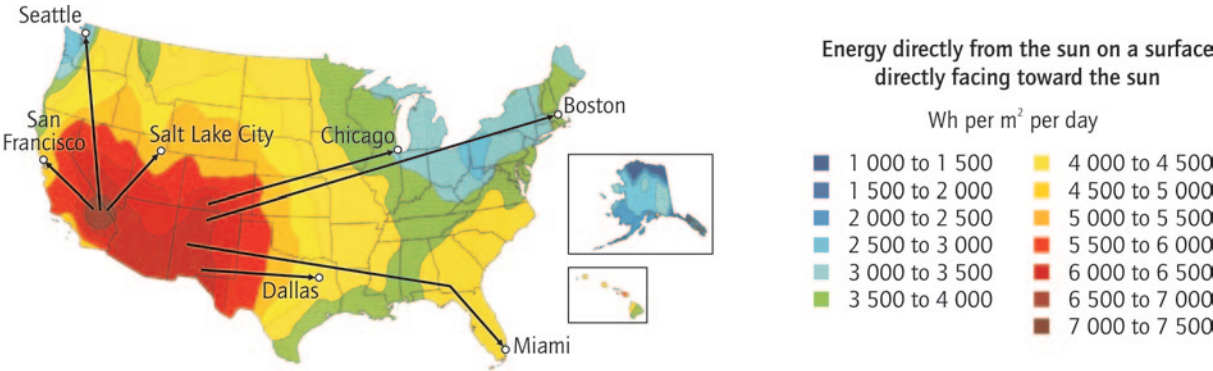 Seattle
San
Francisco
Salt Lake City
Chicago
Boston
Dallas
Miami
Energy directly from the sun on a surface
directly facing toward the sun
Wh per m² per day
1 000 to 1 500
1 500 to 2 000
2 000 to 2 500
2 500 to 3 000
3 000 to 3 500
3 500 to 4 000
4 000 to 4 500
4 500 to 5 000
5 000 to 5 500
5 500 to 6 000
6 000 to 6 500
6 500 to 7 000
7 000 to 7 500